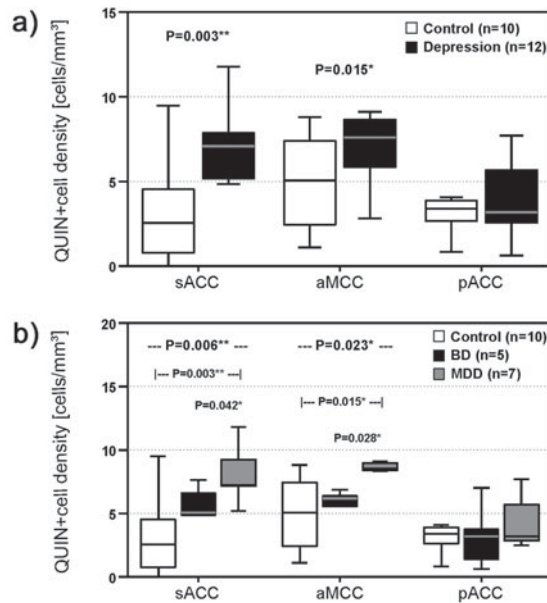 a)
QUIN+cell density [cells/mm³]
15
10
5
0
Control (n=10)
Depression (n=12)
P=0.003**
P=0.015*
sACC
aMCC
pACC
b)
QUIN+cell density [cells/mm³]
20
15
10
5
0
Control (n=10)
BD (n=5)
MDD (n=7)
--- P=0.006** ---
--- P=0.023* ---
|--- P=0.003** ---|
|--- P=0.015* ---|
P=0.042*
P=0.028*
sACC
aMCC
pACC